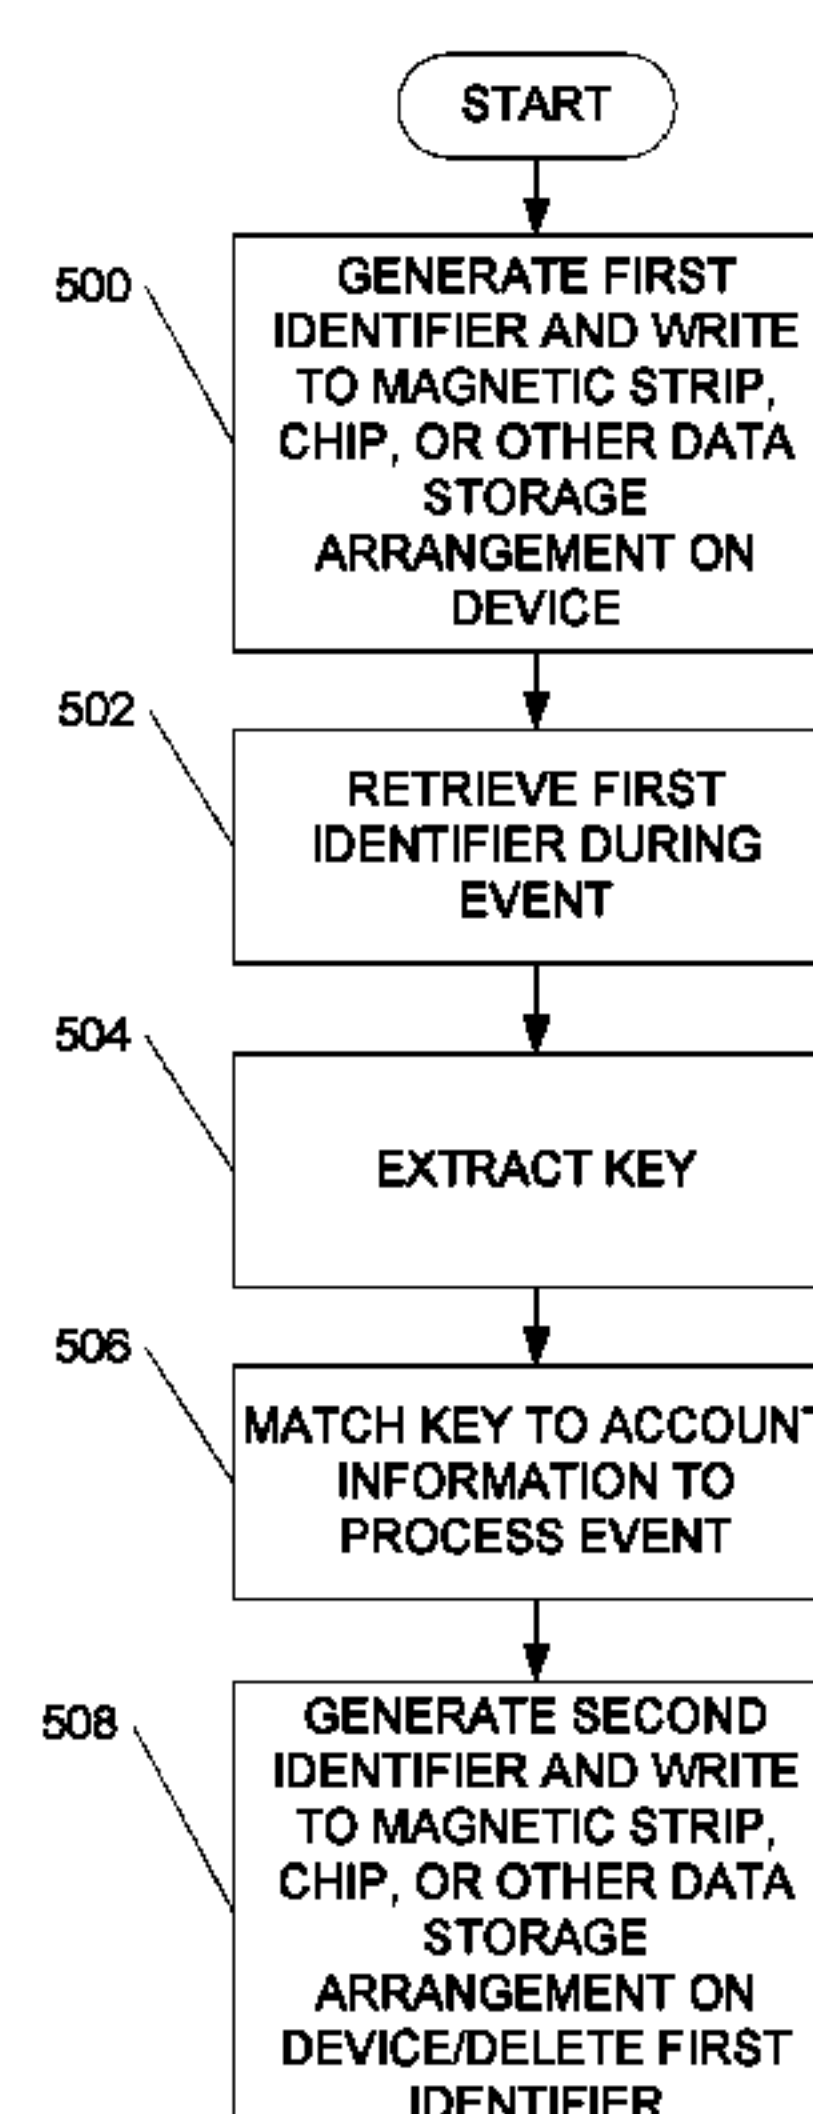 START
500
GENERATE FIRST
IDENTIFIER AND WRITE
TO MAGNETIC STRIP,
CHIP, OR OTHER DATA
STORAGE
ARRANGEMENT ON
DEVICE
502
RETRIEVE FIRST
IDENTIFIER DURING
EVENT
504
EXTRACT KEY
506
MATCH KEY TO ACCOUNT
INFORMATION TO
PROCESS EVENT
508
GENERATE SECOND
IDENTIFIER AND WRITE
TO MAGNETIC STRIP,
CHIP, OR OTHER DATA
STORAGE
ARRANGEMENT ON
DEVICE/DELETE FIRST
IDENTIFIER